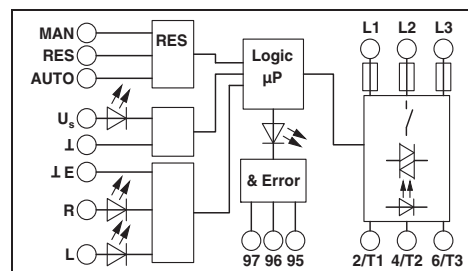 MAN
RES
AUTO
Us
⊥
⊥ E
R
L
RES
Logic
µP
& Error
97 96 95
L1 L2 L3
2/T1 4/T2 6/T3